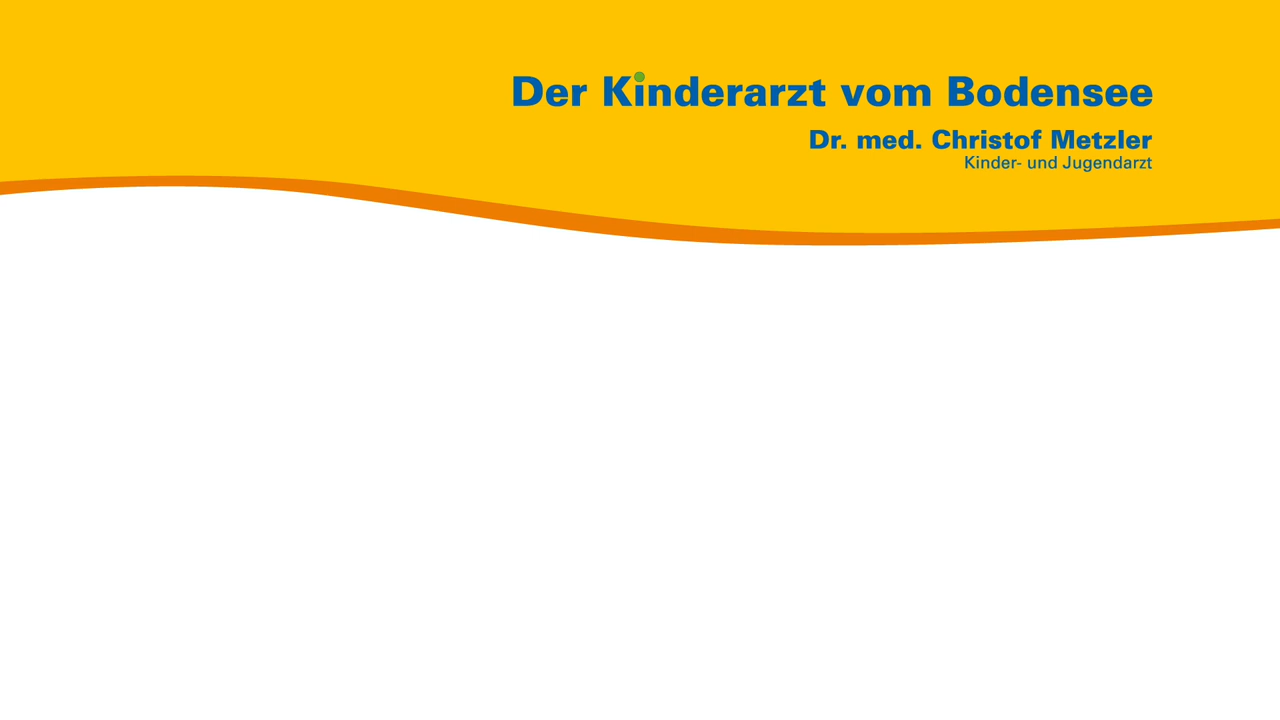 Der Kinderarzt vom Bodensee
Dr. med. Christof Metzler
Kinder- und Jugendarzt